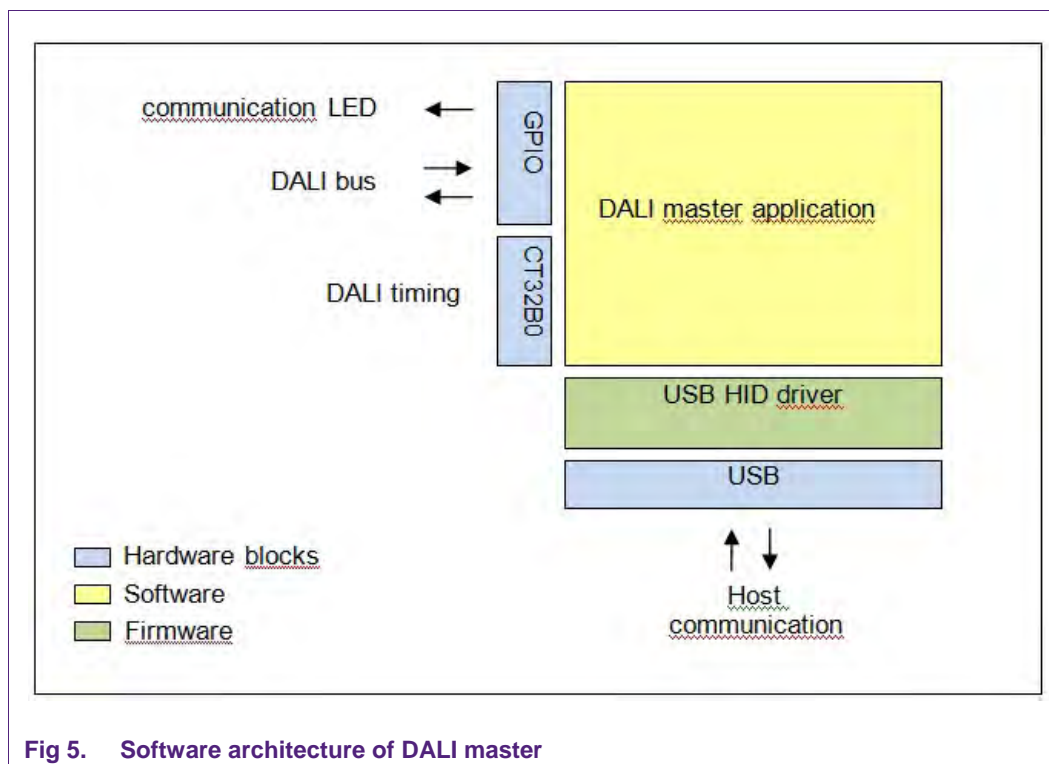 communication LED
DALI bus
DALI timing
GPIO
CT32B0
DALI master application
USB HID driver
USB
Host
communication
Hardware blocks
Software
Firmware
Fig 5. Software architecture of DALI master